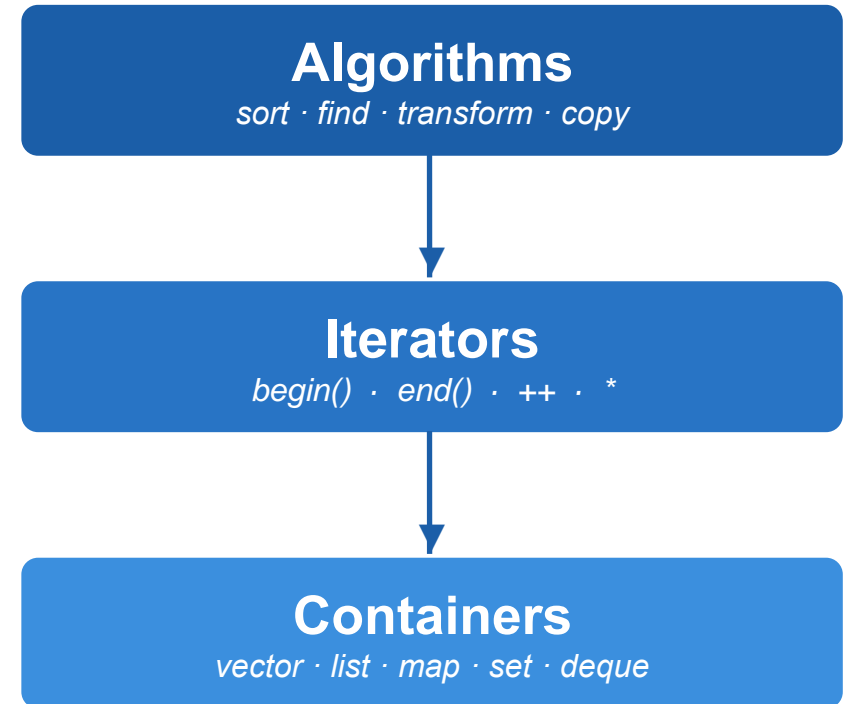 Algorithms
sort · find · transform · copy
Iterators
begin() · end() · ++ · *
Containers
vector · list · map · set · deque